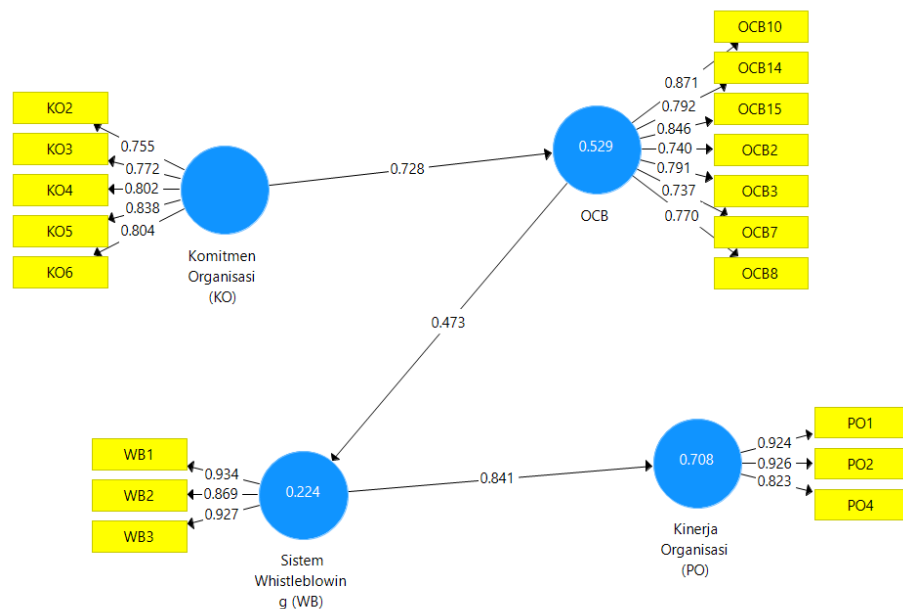 OCB10
0.871
OCB14
0.792
KO2
OCB15
0.846
0.755
KO3
0.529
0.740
OCB2
0.772
0.728
0.791
KO4
0.802
OCB3
0.737
0.838
KO5
OCB
0.770
OCB7
0.804
KO6
OCB8
Komitmen
Organisasi
(KO)
0.473
PO1
0.924
WB1
0.934
0.708
0.926
PO2
0.841
WB2
0.869
0.224
0.823
PO4
0.927
WB3
Kinerja
Organisasi
(PO)
Sistem
Whistleblowin
g (WB)